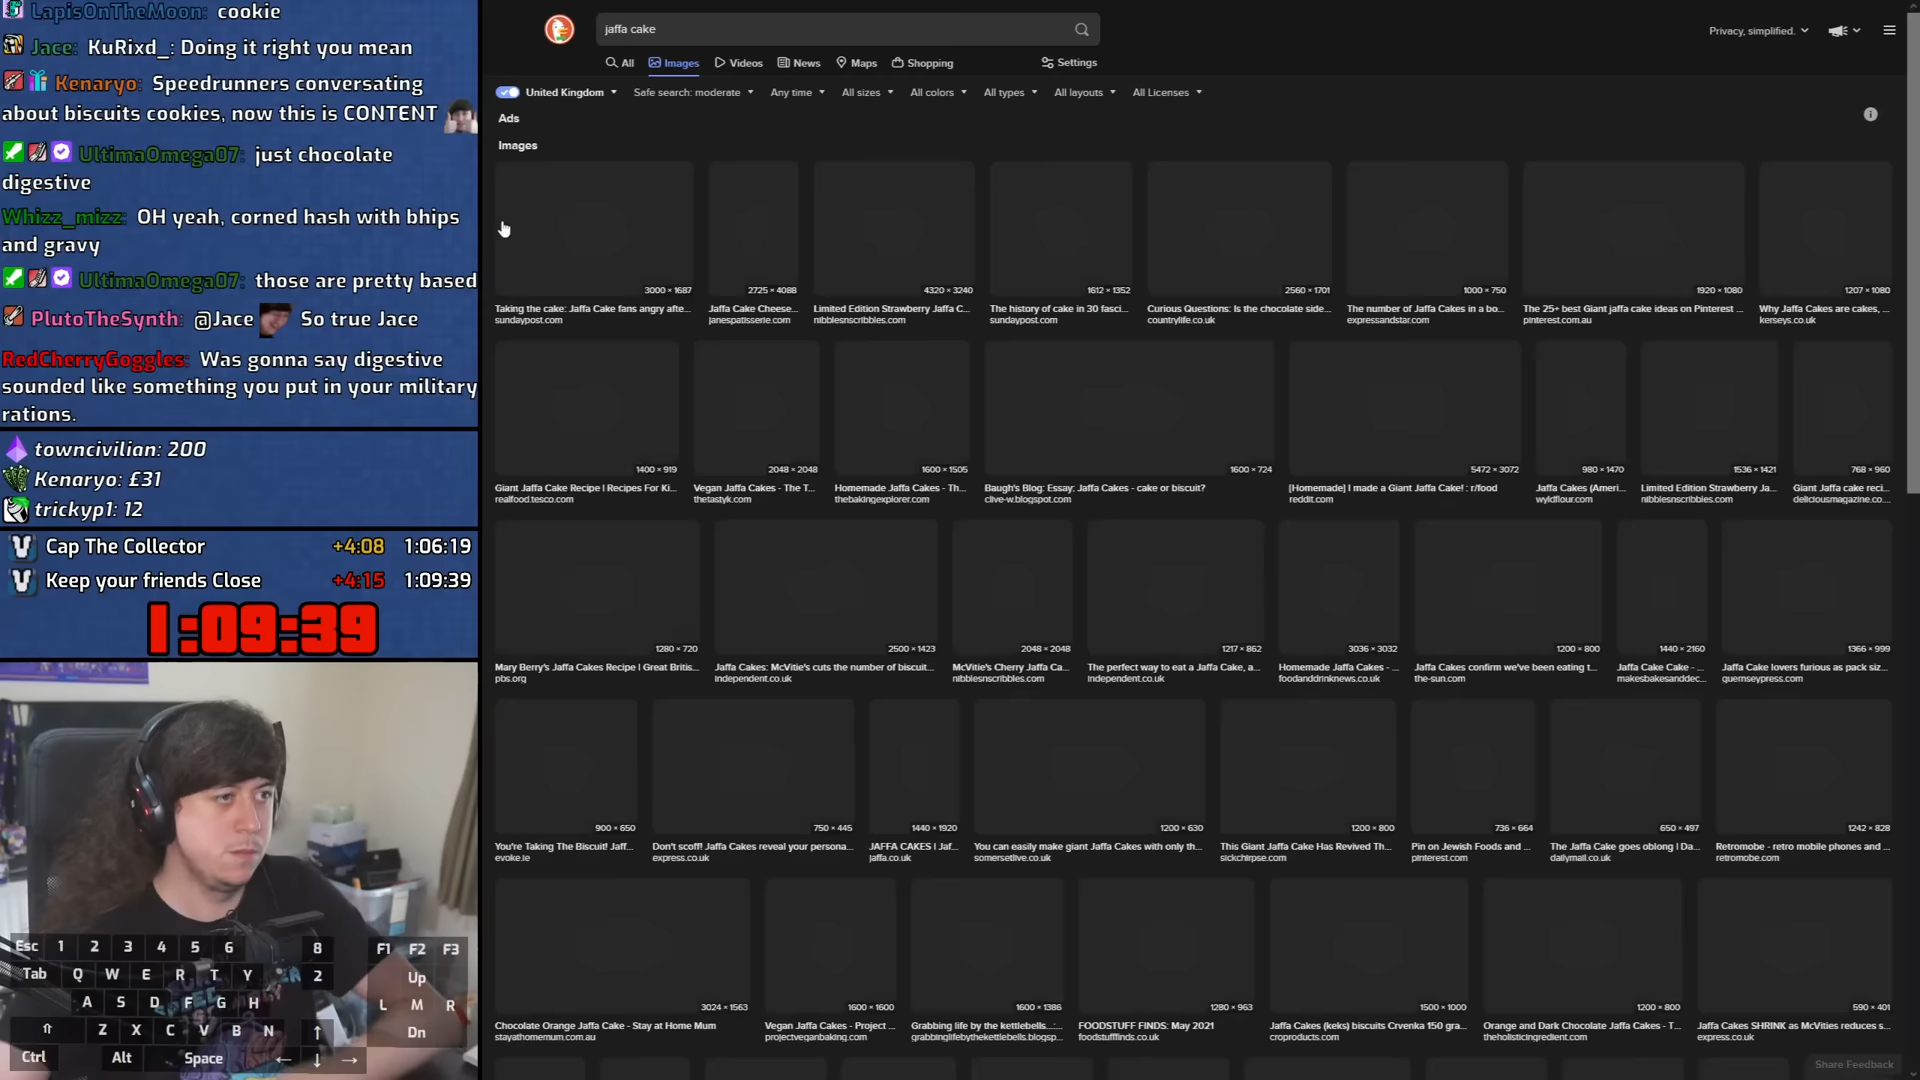 LapisOnTheMoon: cookie
Jace: KuRixd_: Doing it right you mean
Kenaryo: Speedrunners conversating
about biscuits cookies, now this is CONTENT
UltimaOmega07: just chocolate
digestive
Whizz_mizz: OH yeah, corned hash with bhips
and gravy
UltimaOmega07: those are pretty based
PlutoTheSynth: @Jace So true Jace
RedCherryGoggles: Was gonna say digestive
sounded like something you put in your military
rations.
towncivilian: 200
Kenaryo: £31
trickyp1: 12
Cap The Collector +4:08 1:06:19
Keep your friends Close +4:15 1:09:39
1:09:39
Esc 1 2 3 4 5 6 8 F1 F2 F3
Tab Q W E R T Y 2 Up
A S D F G H L M R
⇧ Z X C V B N ↑ Dn
Ctrl Alt Space ← ↓ →
jaffa cake
Privacy, simplified.
All Images Videos News Maps Shopping Settings
United Kingdom Safe search: moderate Any time All sizes All colors All types All layouts All Licenses
Ads
Images
3000 × 1687 2725 × 4088 4320 × 3240 1612 × 1352 2560 × 1701 1000 × 750 1920 × 1080 1207 × 1080
Taking the cake: Jaffa Cake fans angry afte... Jaffa Cake Cheese... Limited Edition Strawberry Jaffa C... The history of cake in 30 fasci... Curious Questions: Is the chocolate side... The number of Jaffa Cakes in a bo... The 25+ best Giant jaffa cake ideas on Pinterest ... Why Jaffa Cakes are cakes, ...
sundaypost.com janespatisserie.com nibblesnscribbles.com sundaypost.com countrylife.co.uk expressandstar.com pinterest.com.au kerseys.co.uk
1400 × 919 2048 × 2048 1600 × 1505 1600 × 724 5472 × 3072 980 × 1470 1536 × 1421 768 × 960
Giant Jaffa Cake Recipe | Recipes For Ki... Vegan Jaffa Cakes - The T... Homemade Jaffa Cakes - Th... Baugh's Blog: Essay: Jaffa Cakes - cake or biscuit? [Homemade] I made a Giant Jaffa Cake! : r/food Jaffa Cakes (Ameri... Limited Edition Strawberry Ja... Giant Jaffa cake reci...
realfood.tesco.com thetastyk.com thebakingexplorer.com clive-w.blogspot.com reddit.com wyldflour.com nibblesnscribbles.com deliciousmagazine.co....
1280 × 720 2500 × 1423 2048 × 2048 1217 × 862 3036 × 3032 1200 × 800 1440 × 2160 1366 × 999
Mary Berry's Jaffa Cakes Recipe | Great Britis... Jaffa Cakes: McVitie's cuts the number of biscuit... McVitie's Cherry Jaffa Ca... The perfect way to eat a Jaffa Cake, a... Homemade Jaffa Cakes - ... Jaffa Cakes confirm we've been eating t... Jaffa Cake Cake - ... Jaffa Cake lovers furious as pack siz...
pbs.org independent.co.uk nibblesnscribbles.com independent.co.uk foodanddrinknews.co.uk the-sun.com makesbakesanddec... guernseypress.com
900 × 650 750 × 445 1440 × 1920 1200 × 630 1200 × 800 736 × 664 650 × 497 1242 × 828
You're Taking The Biscuit! Jaff... Don't scoff! Jaffa Cakes reveal your persona... JAFFA CAKES | Jaf... You can easily make giant Jaffa Cakes with only th... This Giant Jaffa Cake Has Revived Th... Pin on Jewish Foods and ... The Jaffa Cake goes oblong | Da... Retromobe - retro mobile phones and ...
evoke.ie express.co.uk jaffa.co.uk somersetlive.co.uk sickchirpse.com pinterest.com dailymail.co.uk retromobe.com
3024 × 1563 1600 × 1600 1600 × 1386 1280 × 963 1500 × 1000 1200 × 800 590 × 401
Chocolate Orange Jaffa Cake - Stay at Home Mum Vegan Jaffa Cakes - Project ... Grabbing life by the kettlebells...:... FOODSTUFF FINDS: May 2021 Jaffa Cakes (keks) biscuits Crvenka 150 gra... Orange and Dark Chocolate Jaffa Cakes - T... Jaffa Cakes SHRINK as McVities reduces s...
stayathomemum.com.au projectveganbaking.com grabbinglifebythekettlebells.blogsp... foodstufffinds.co.uk croproducts.com theholisticingredient.com express.co.uk
Share Feedback